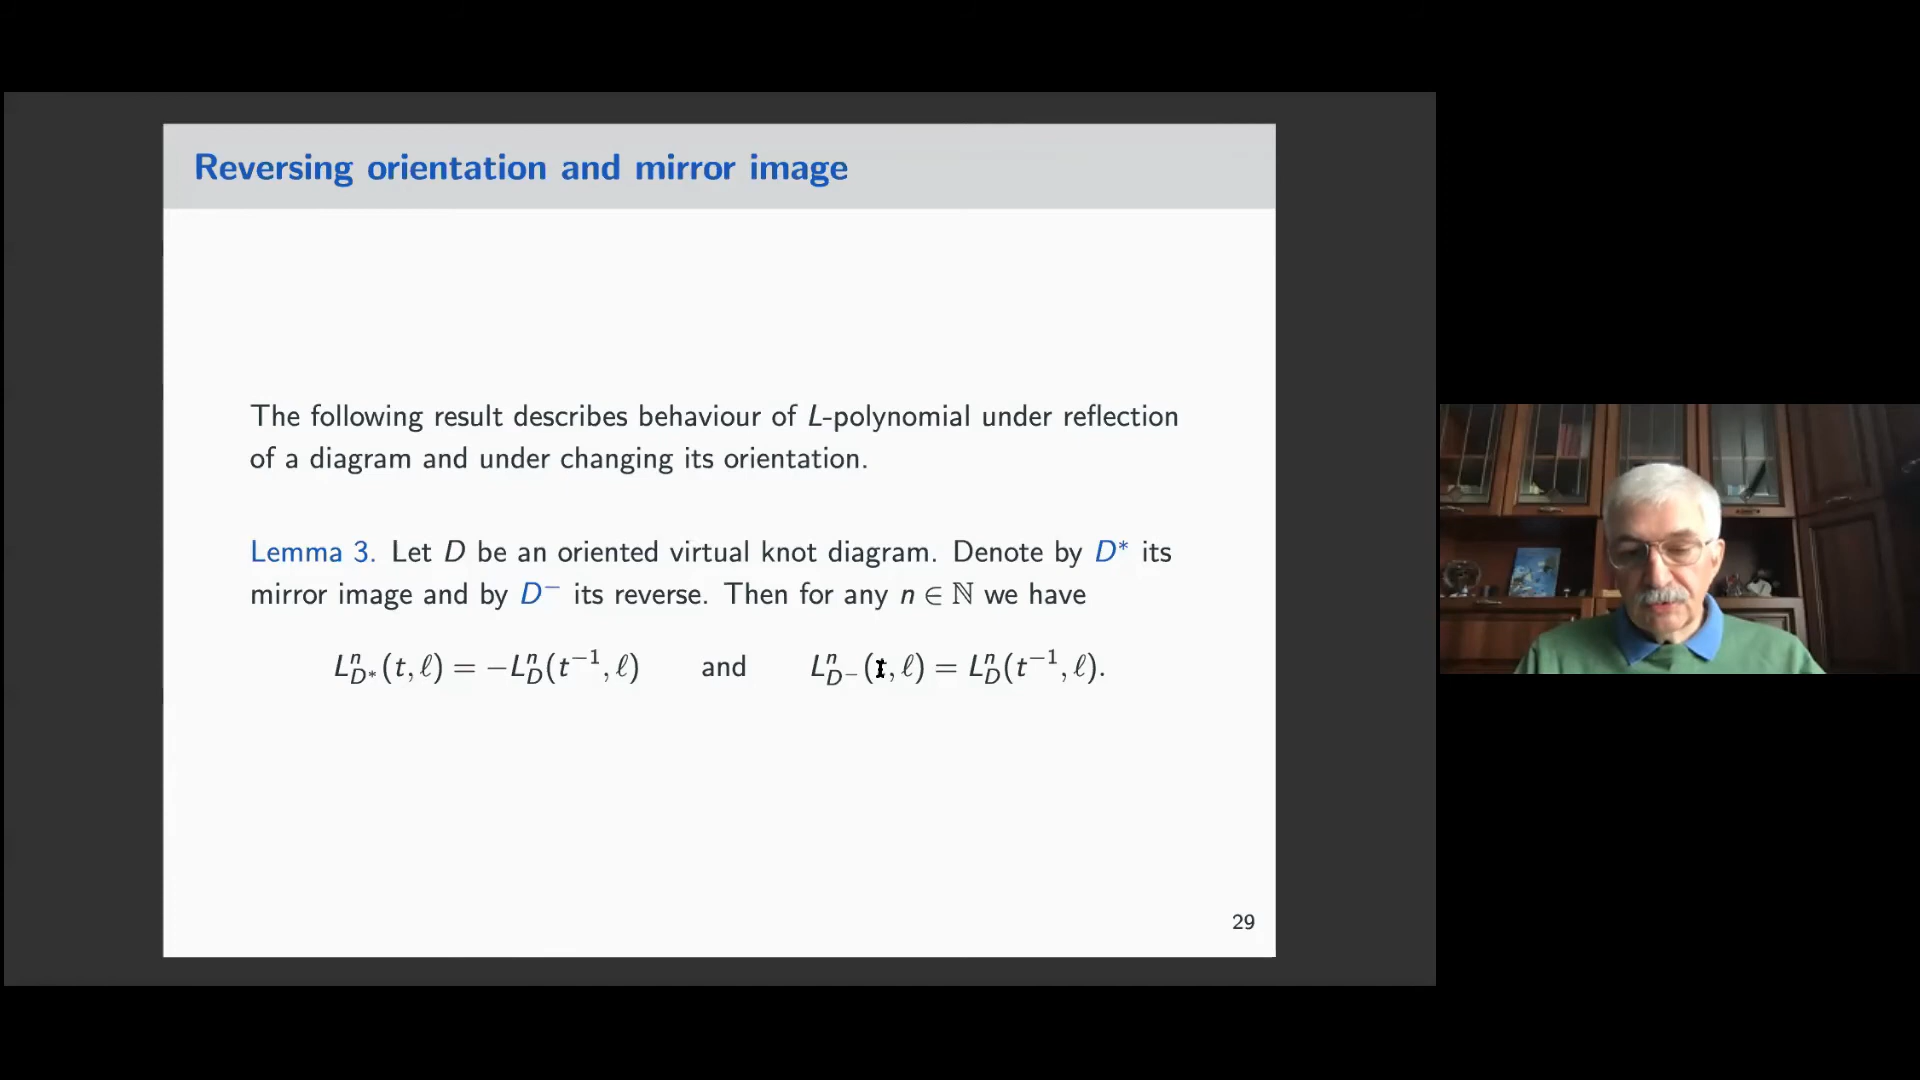 Reversing orientation and mirror image
The following result describes behaviour of L-polynomial under reflection
of a diagram and under changing its orientation.
Lemma 3. Let D be an oriented virtual knot diagram. Denote by D* its
mirror image and by D⁻ its reverse. Then for any n ∈ ℕ we have
Lⁿ_{D*}(t, ℓ) = −Lⁿ_D(t⁻¹, ℓ) and Lⁿ_{D⁻}(t, ℓ) = Lⁿ_D(t⁻¹, ℓ).
29